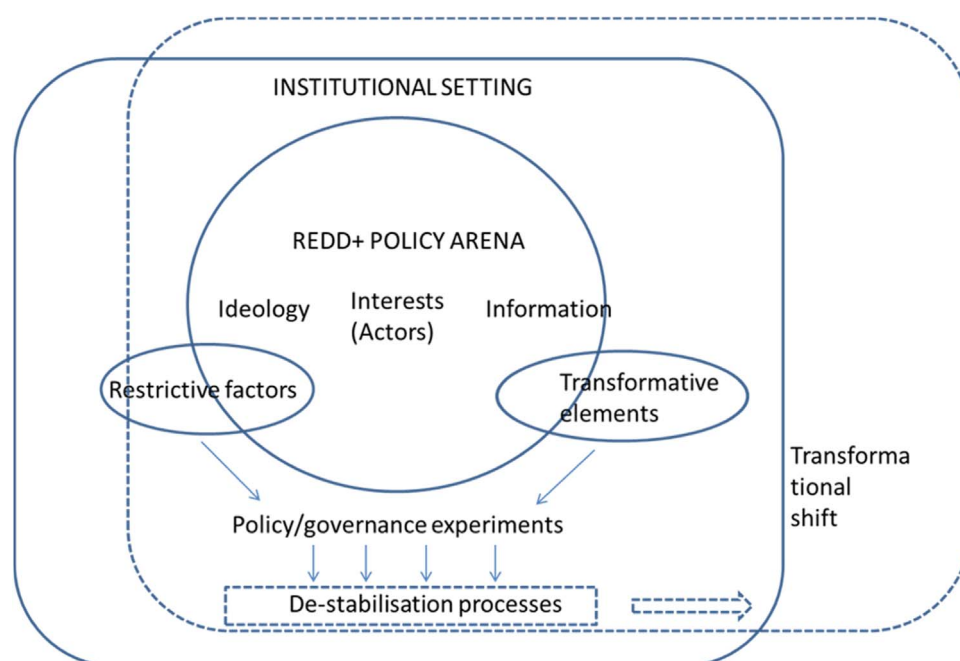 INSTITUTIONAL SETTING
REDD+ POLICY ARENA
Ideology
Interests
(Actors)
Information
Restrictive factors
Transformative
elements
Transforma
tional
shift
Policy/governance experiments
De-stabilisation processes